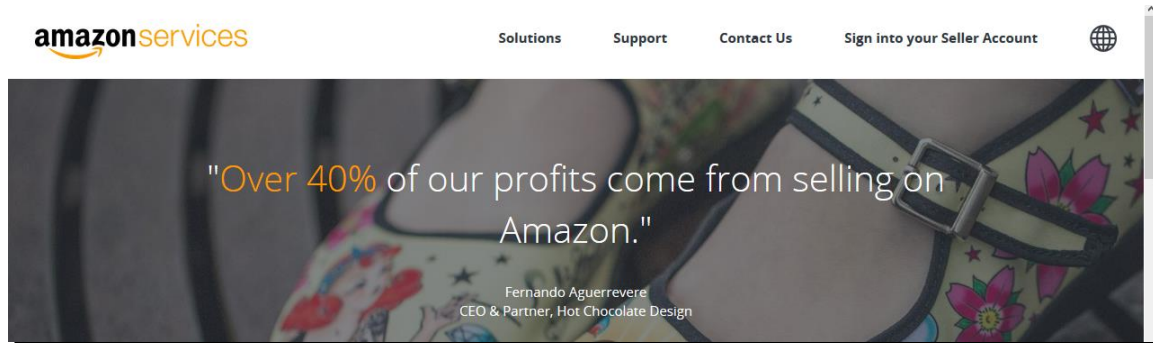 amazonservices
Solutions Support Contact Us Sign into your Seller Account
"Over 40% of our profits come from selling on
Amazon."
Fernando Aguerrevere
CEO & Partner, Hot Chocolate Design